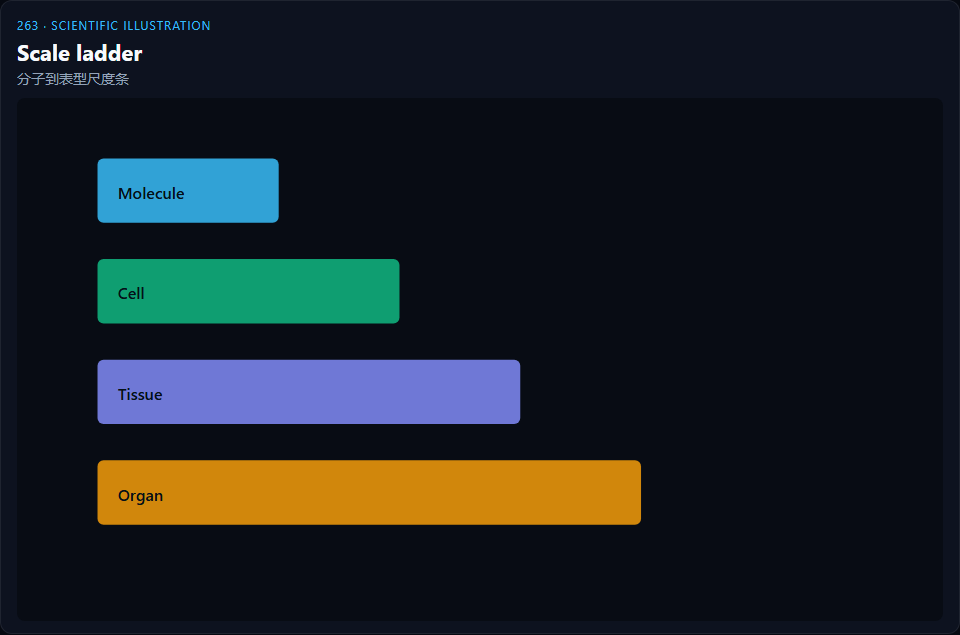 263 · SCIENTIFIC ILLUSTRATION
Scale ladder
分子到表型尺度条
Molecule
Cell
Tissue
Organ